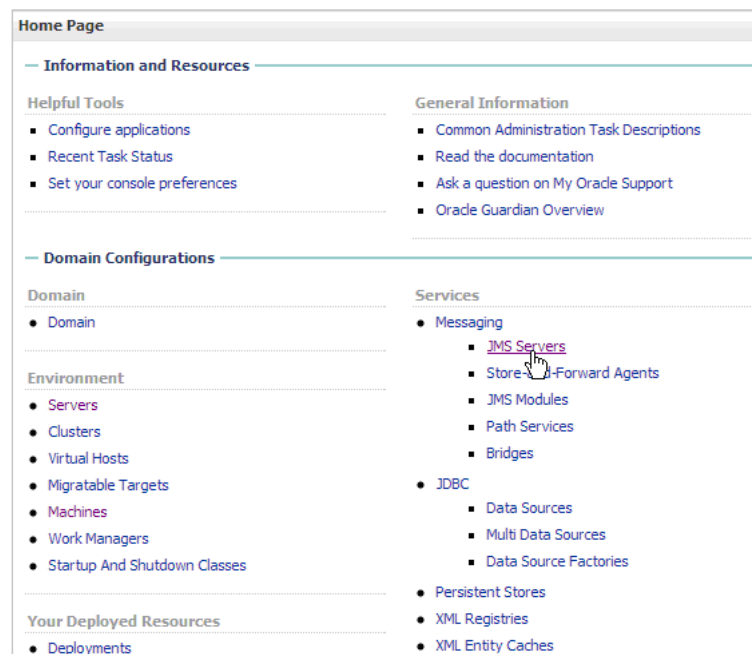 Home Page
Information and Resources
Helpful Tools
Configure applications
Recent Task Status
Set your console preferences
General Information
Common Administration Task Descriptions
Read the documentation
Ask a question on My Oracle Support
Oracle Guardian Overview
Domain Configurations
Domain
Domain
Environment
Servers
Clusters
Virtual Hosts
Migratable Targets
Machines
Work Managers
Startup And Shutdown Classes
Your Deployed Resources
Deployments
Services
Messaging
JMS Servers
Store-and-Forward Agents
JMS Modules
Path Services
Bridges
JDBC
Data Sources
Multi Data Sources
Data Source Factories
Persistent Stores
XML Registries
XML Entity Caches